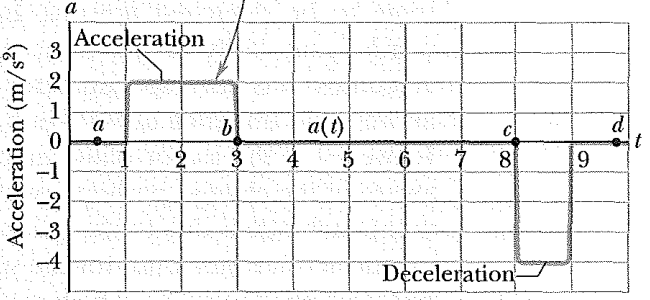 a
Acceleration
Acceleration (m/s²)
3
2
1
0
−1
−2
−3
−4
a
b
a(t)
c
d
t
1
2
3
4
5
6
7
8
9
Deceleration